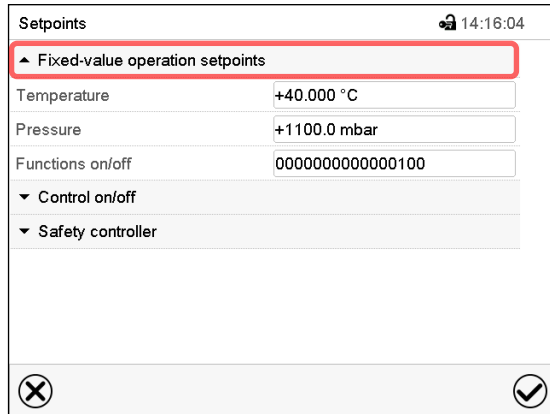 Setpoints 14:16:04
Fixed-value operation setpoints
Temperature +40.000 °C
Pressure +1100.0 mbar
Functions on/off 0000000000000100
Control on/off
Safety controller